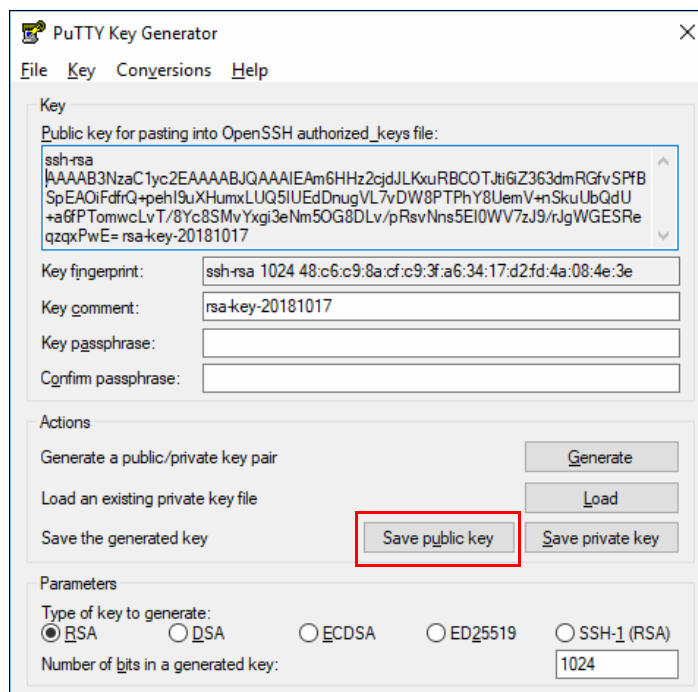 PuTTY Key Generator
File Key Conversions Help
Key
Public key for pasting into OpenSSH authorized_keys file:
ssh-rsa
AAAAB3NzaC1yc2EAAAABJQAAAIEAm6HHz2cjdJLKxuRBCOTJti6iZ363dmRGfvSPfB
SpEAOiFdfrQ+pehI9uXHumxLUQ5IUEdDnugVL7vDW8PTPhY8UemV+nSkuUbQdU
+a6fPTomwcLvT/8Yc8SMvYxgi3eNm5OG8DLv/pRsvNns5EI0WV7zJ9/rJgWGESRe
qzqxPwE= rsa-key-20181017
Key fingerprint: ssh-rsa 1024 48:c6:c9:8a:cf:c9:3f:a6:34:17:d2:fd:4a:08:4e:3e
Key comment: rsa-key-20181017
Key passphrase:
Confirm passphrase:
Actions
Generate a public/private key pair Generate
Load an existing private key file Load
Save the generated key Save public key Save private key
Parameters
Type of key to generate:
RSA DSA ECDSA ED25519 SSH-1 (RSA)
Number of bits in a generated key: 1024